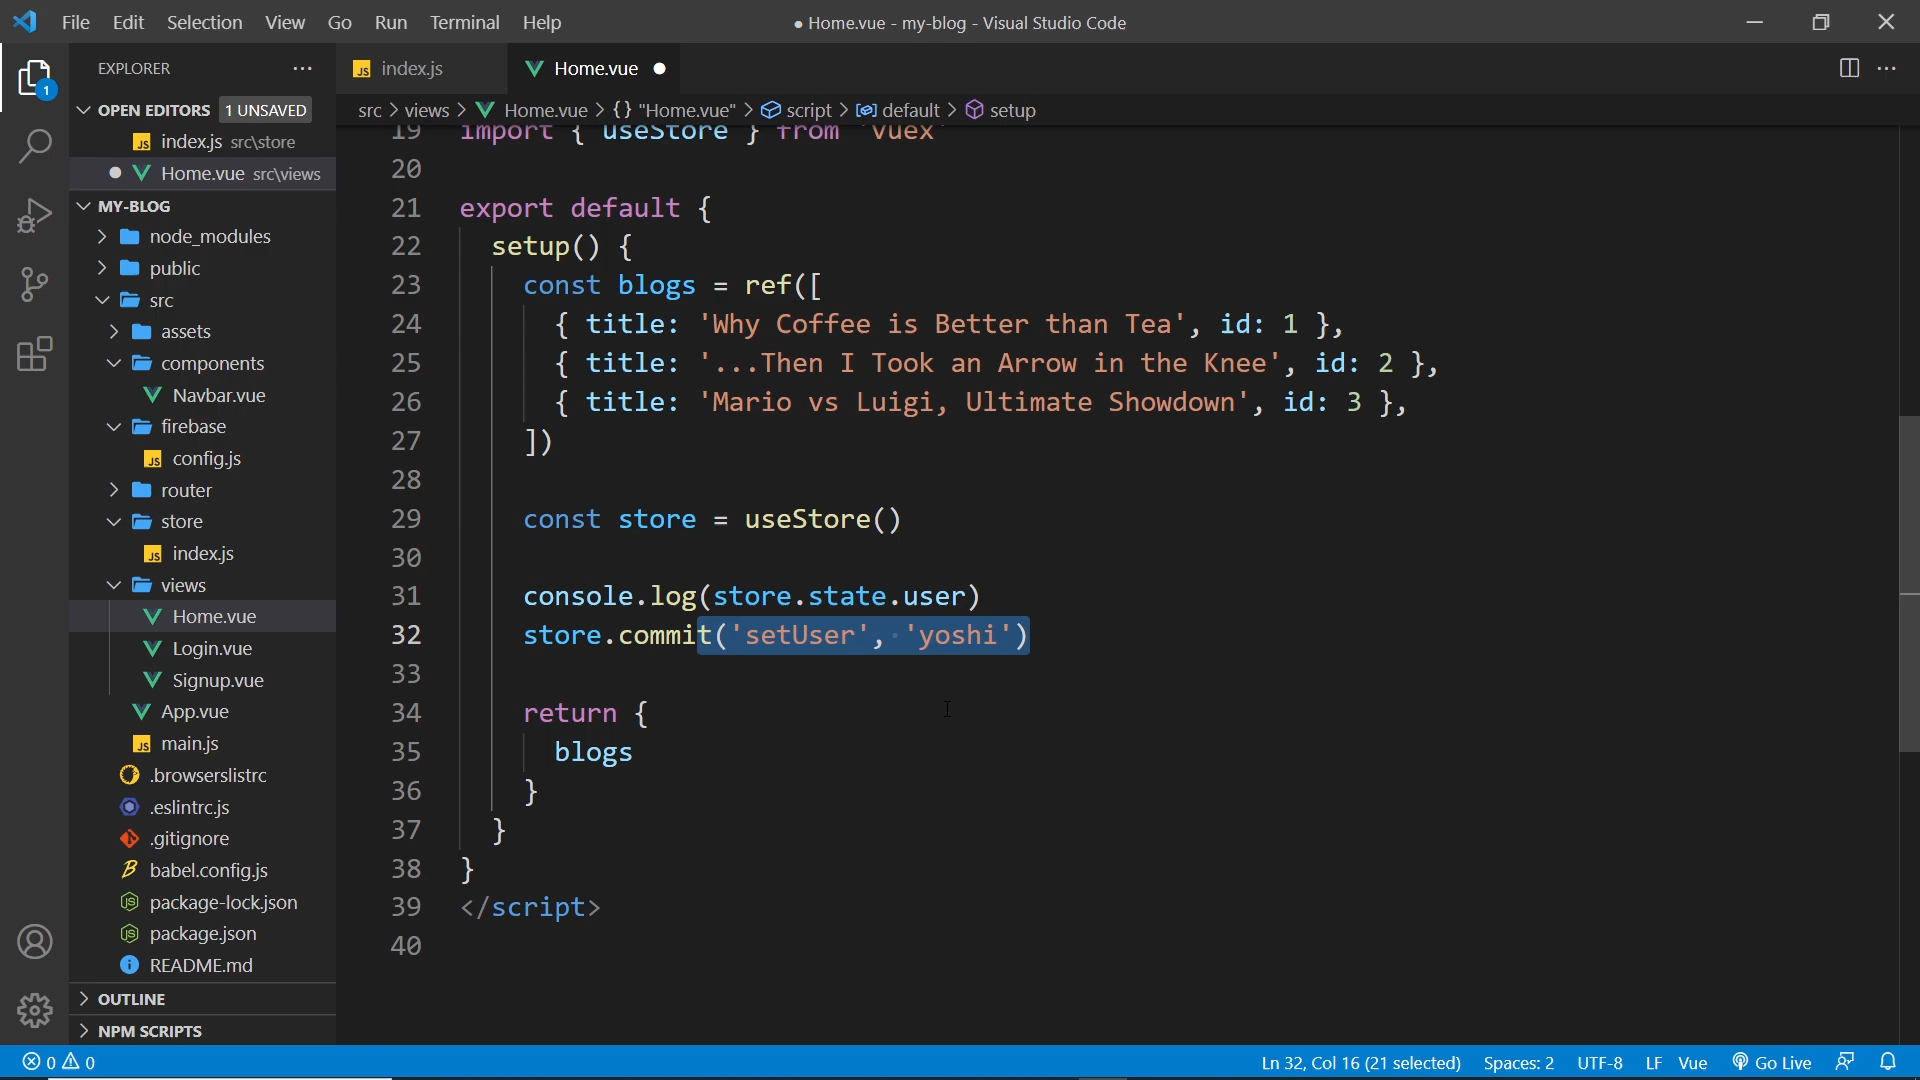 File Edit Selection View Go Run Terminal Help
● Home.vue - my-blog - Visual Studio Code
1
EXPLORER
OPEN EDITORS 1 UNSAVED
JS index.js src\store
Home.vue src\views
MY-BLOG
node_modules
public
src
assets
components
Navbar.vue
firebase
JS config.js
router
store
JS index.js
views
Home.vue
Login.vue
Signup.vue
App.vue
JS main.js
.browserslistrc
.eslintrc.js
.gitignore
babel.config.js
package-lock.json
package.json
README.md
OUTLINE
NPM SCRIPTS
JS index.js
Home.vue
src > views > Home.vue > {} "Home.vue" > script > default > setup
19 import { useStore } from 'vuex'
20
21 export default {
22 setup() {
23 const blogs = ref([
24 { title: 'Why Coffee is Better than Tea', id: 1 },
25 { title: '...Then I Took an Arrow in the Knee', id: 2 },
26 { title: 'Mario vs Luigi, Ultimate Showdown', id: 3 },
27 ])
28
29 const store = useStore()
30
31 console.log(store.state.user)
32 store.commit('setUser', 'yoshi')
33
34 return {
35 blogs
36 }
37 }
38 }
39 </script>
40
0 0
Ln 32, Col 16 (21 selected) Spaces: 2 UTF-8 LF Vue Go Live